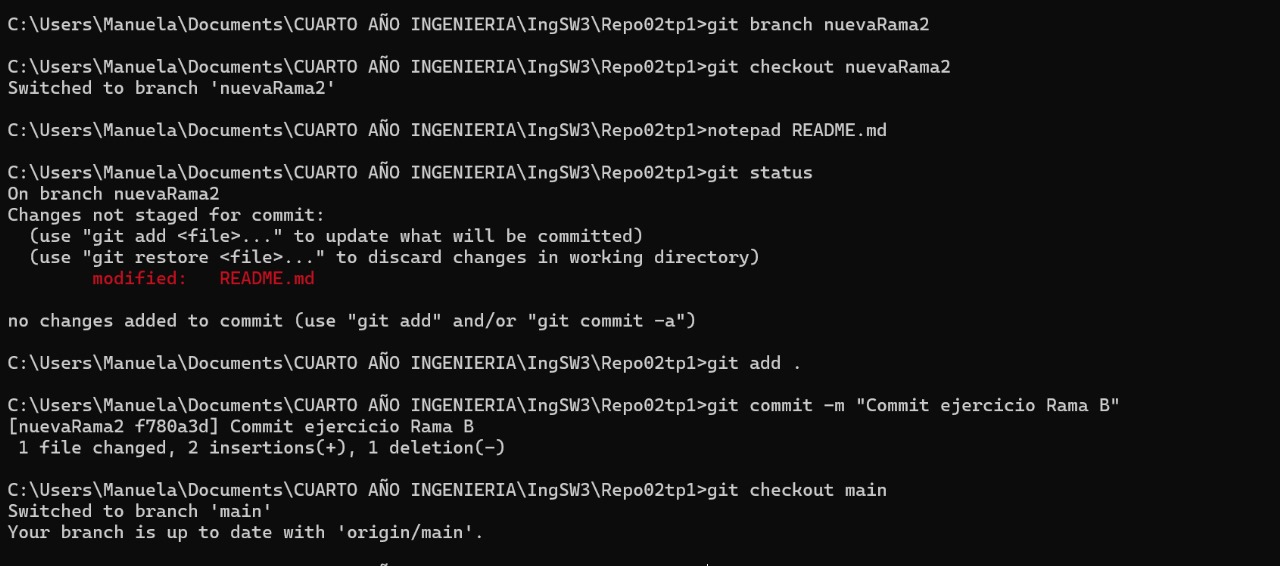 C:\Users\Manuela\Documents\CUARTO AÑO INGENIERIA\IngSW3\Repo02tp1>git branch nuevaRama2
C:\Users\Manuela\Documents\CUARTO AÑO INGENIERIA\IngSW3\Repo02tp1>git checkout nuevaRama2
Switched to branch 'nuevaRama2'
C:\Users\Manuela\Documents\CUARTO AÑO INGENIERIA\IngSW3\Repo02tp1>notepad README.md
C:\Users\Manuela\Documents\CUARTO AÑO INGENIERIA\IngSW3\Repo02tp1>git status
On branch nuevaRama2
Changes not staged for commit:
  (use "git add <file>..." to update what will be committed)
  (use "git restore <file>..." to discard changes in working directory)
        modified:   README.md
no changes added to commit (use "git add" and/or "git commit -a")
C:\Users\Manuela\Documents\CUARTO AÑO INGENIERIA\IngSW3\Repo02tp1>git add .
C:\Users\Manuela\Documents\CUARTO AÑO INGENIERIA\IngSW3\Repo02tp1>git commit -m "Commit ejercicio Rama B"
[nuevaRama2 f780a3d] Commit ejercicio Rama B
 1 file changed, 2 insertions(+), 1 deletion(-)
C:\Users\Manuela\Documents\CUARTO AÑO INGENIERIA\IngSW3\Repo02tp1>git checkout main
Switched to branch 'main'
Your branch is up to date with 'origin/main'.